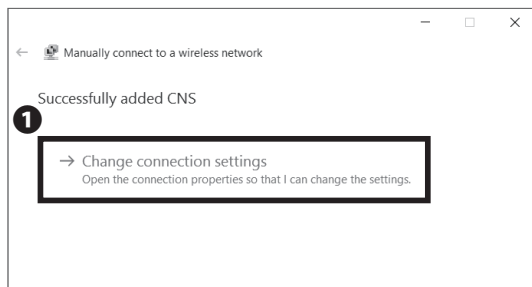 Manually connect to a wireless network
Successfully added CNS
1
→ Change connection settings
Open the connection properties so that I can change the settings.